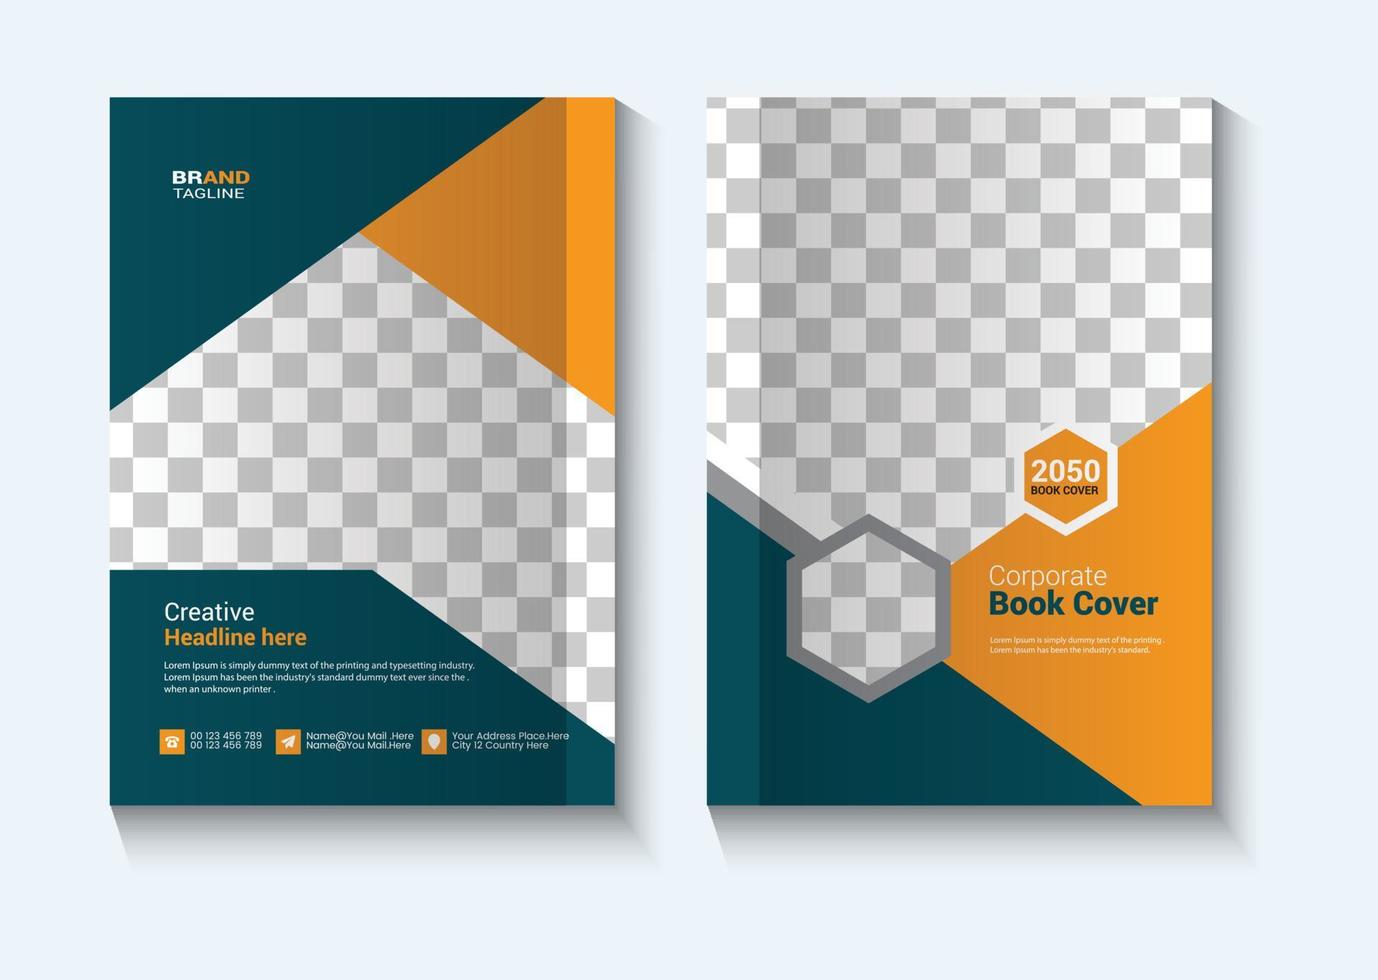 BRAND
TAGLINE
Creative
Headline here
Lorem Ipsum is simply dummy text of the printing and typesetting industry.
Lorem Ipsum has been the industry's standard dummy text ever since the .
when an unknown printer .
00 123 456 789
00 123 456 789
Name@You Mail .Here
Name@You Mail.Here
Your Address Place.Here
City 12 Country Here
2050
BOOK COVER
Corporate
Book Cover
Lorem Ipsum is simply dummy text of the printing .
Lorem Ipsum has been the industry's standard.